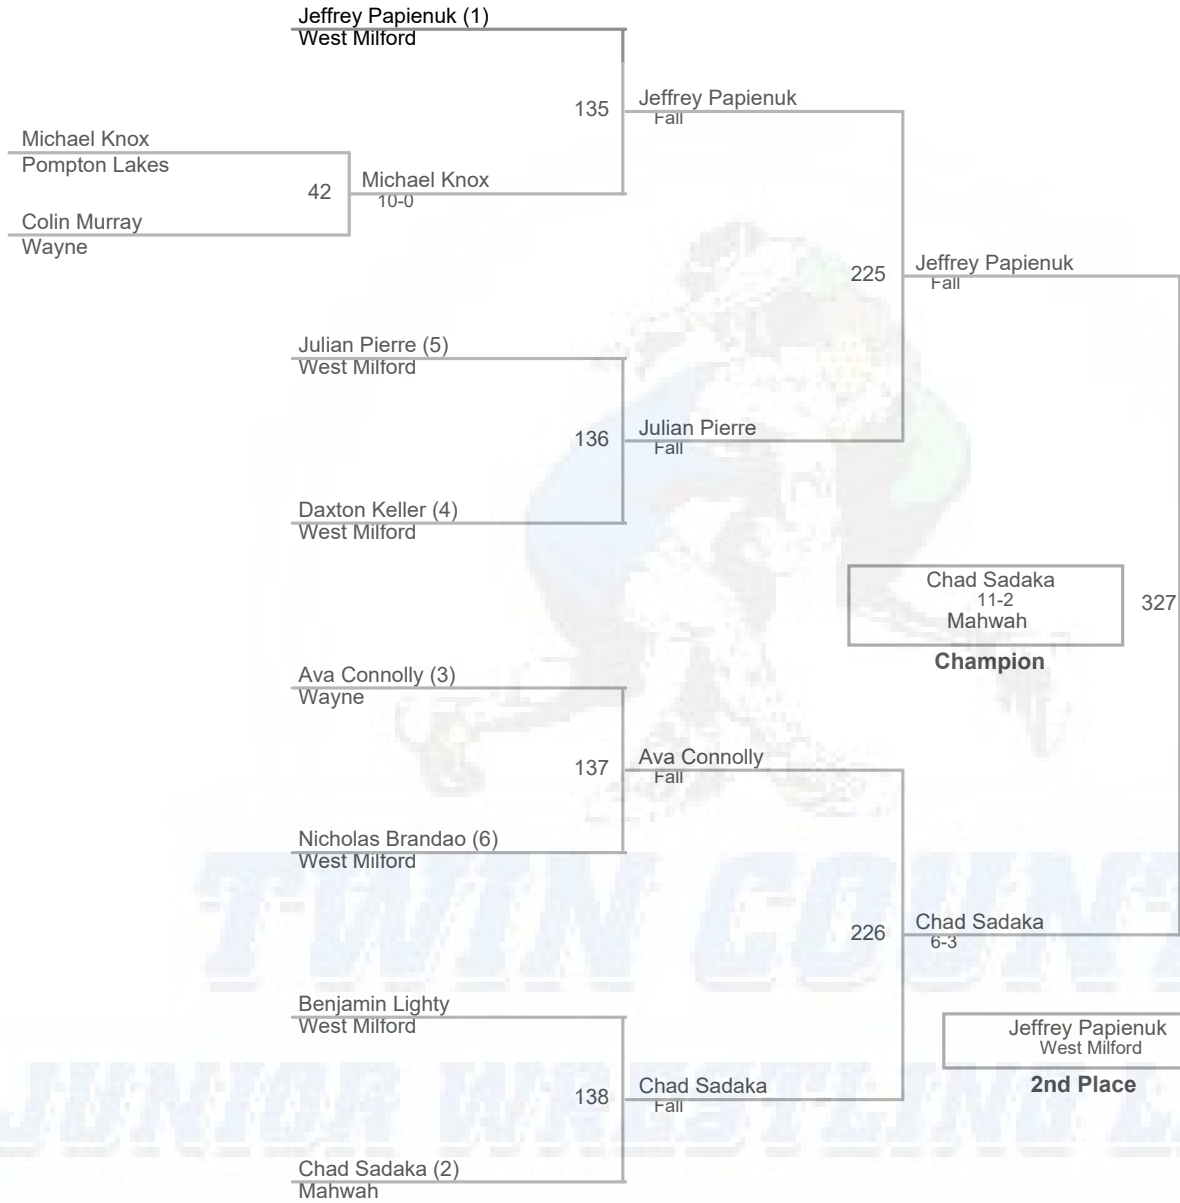 Jeffrey Papienuk (1)
West Milford
135
Jeffrey Papienuk
Fall
Michael Knox
Pompton Lakes
42
Michael Knox
10-0
Colin Murray
Wayne
225
Jeffrey Papienuk
Fall
Julian Pierre (5)
West Milford
136
Julian Pierre
Fall
Daxton Keller (4)
West Milford
Chad Sadaka
11-2
Mahwah
327
Champion
Ava Connolly (3)
Wayne
137
Ava Connolly
Fall
Nicholas Brandao (6)
West Milford
TWIN COUNT
226
Chad Sadaka
6-3
Benjamin Lighty
West Milford
Jeffrey Papienuk
West Milford
2nd Place
JUNIOR WRESTLING L
138
Chad Sadaka
Fall
Chad Sadaka (2)
Mahwah